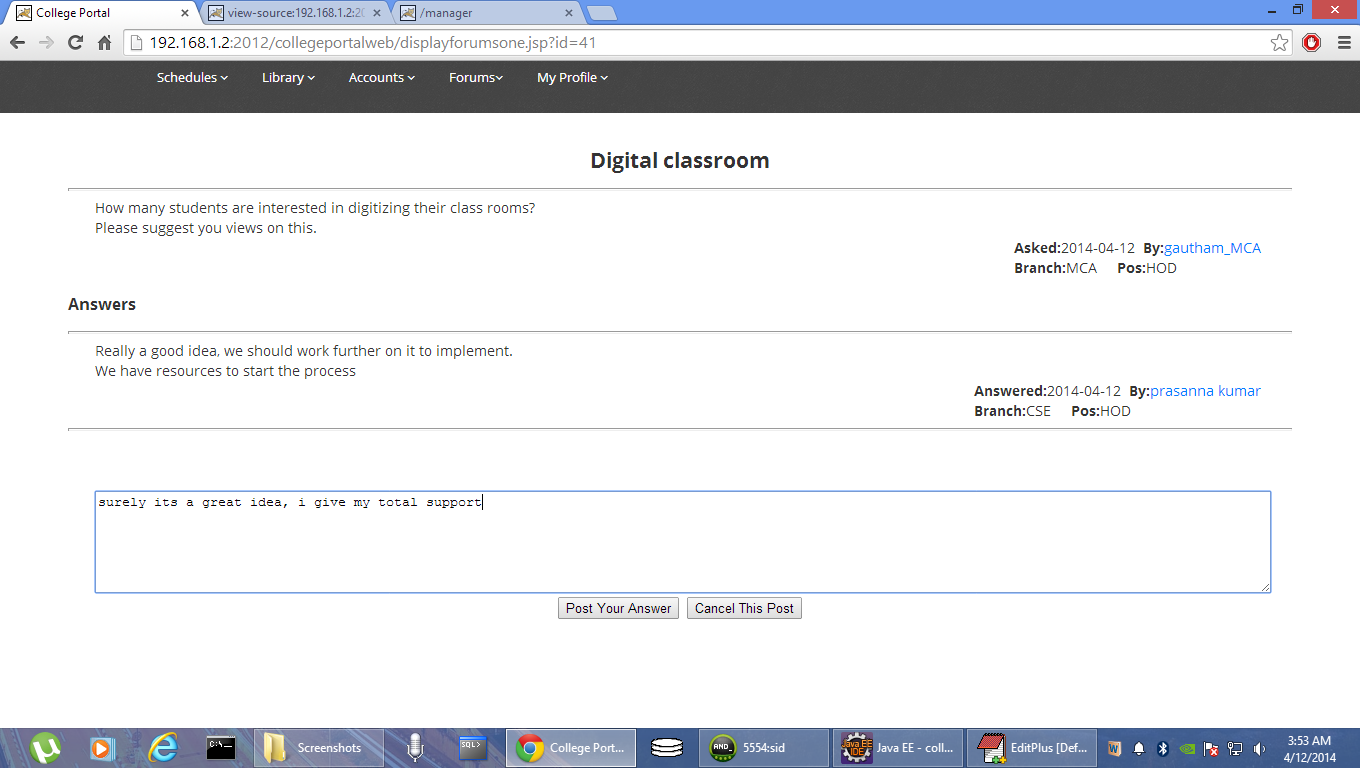 College Portal
view-source:192.168.1.2:20
/manager
192.168.1.2:2012/collegeportalweb/displayforumsone.jsp?id=41
Schedules Library Accounts Forums My Profile
Digital classroom
How many students are interested in digitizing their class rooms?
Please suggest you views on this.
Asked:2014-04-12 By:gautham_MCA
Branch:MCA Pos:HOD
Answers
Really a good idea, we should work further on it to implement.
We have resources to start the process
Answered:2014-04-12 By:prasanna kumar
Branch:CSE Pos:HOD
surely its a great idea, i give my total support
Post Your Answer Cancel This Post
Screenshots
SQL>
College Port...
5554:sid
Java EE - coll...
EditPlus [Def...
3:53 AM
4/12/2014